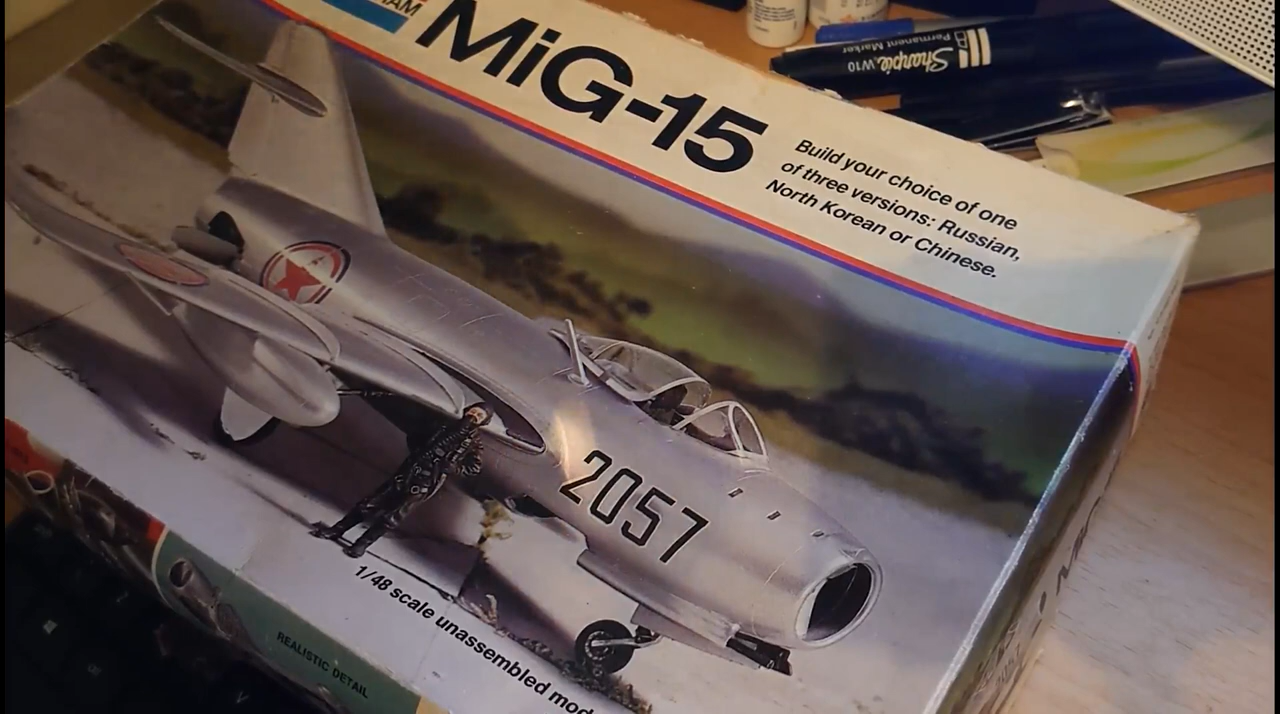 MiG-15
Build your choice of one
of three versions: Russian,
North Korean or Chinese.
2057
1/48 scale unassembled
REALISTIC DETAIL
Sharpie W10
Permanent Marker